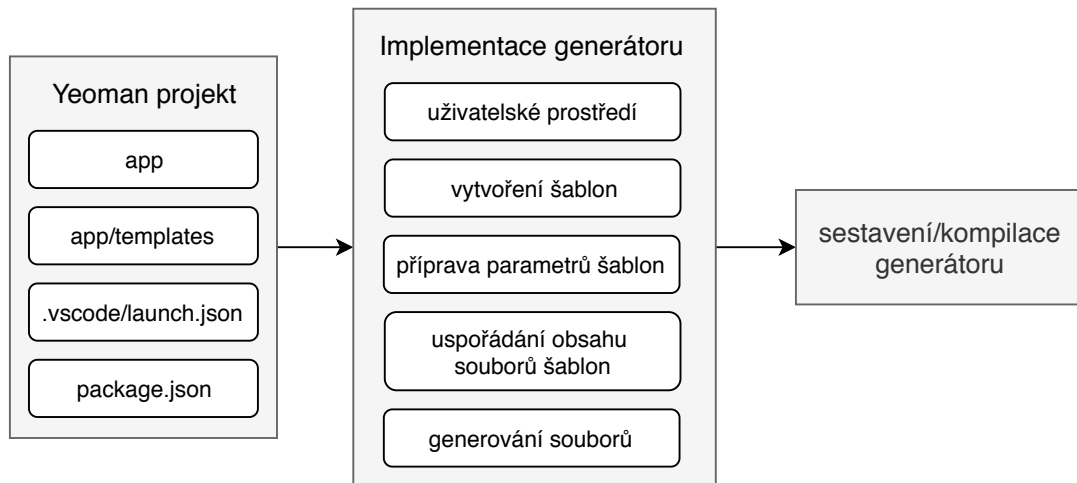 Yeoman projekt
app
app/templates
.vscode/launch.json
package.json
Implementace generátoru
uživatelské prostředí
vytvoření šablon
příprava parametrů šablon
uspořádání obsahu
souborů šablon
generování souborů
sestavení/kompilace
generátoru